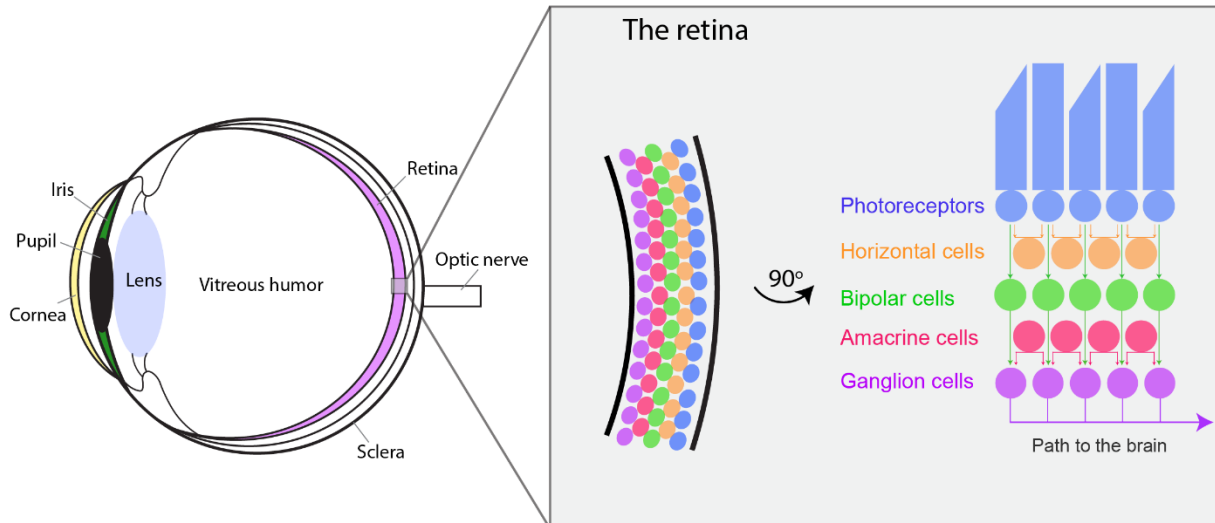 The retina
Iris
Pupil
Cornea
Lens
Vitreous humor
Retina
Optic nerve
Sclera
90°
Photoreceptors
Horizontal cells
Bipolar cells
Amacrine cells
Ganglion cells
Path to the brain